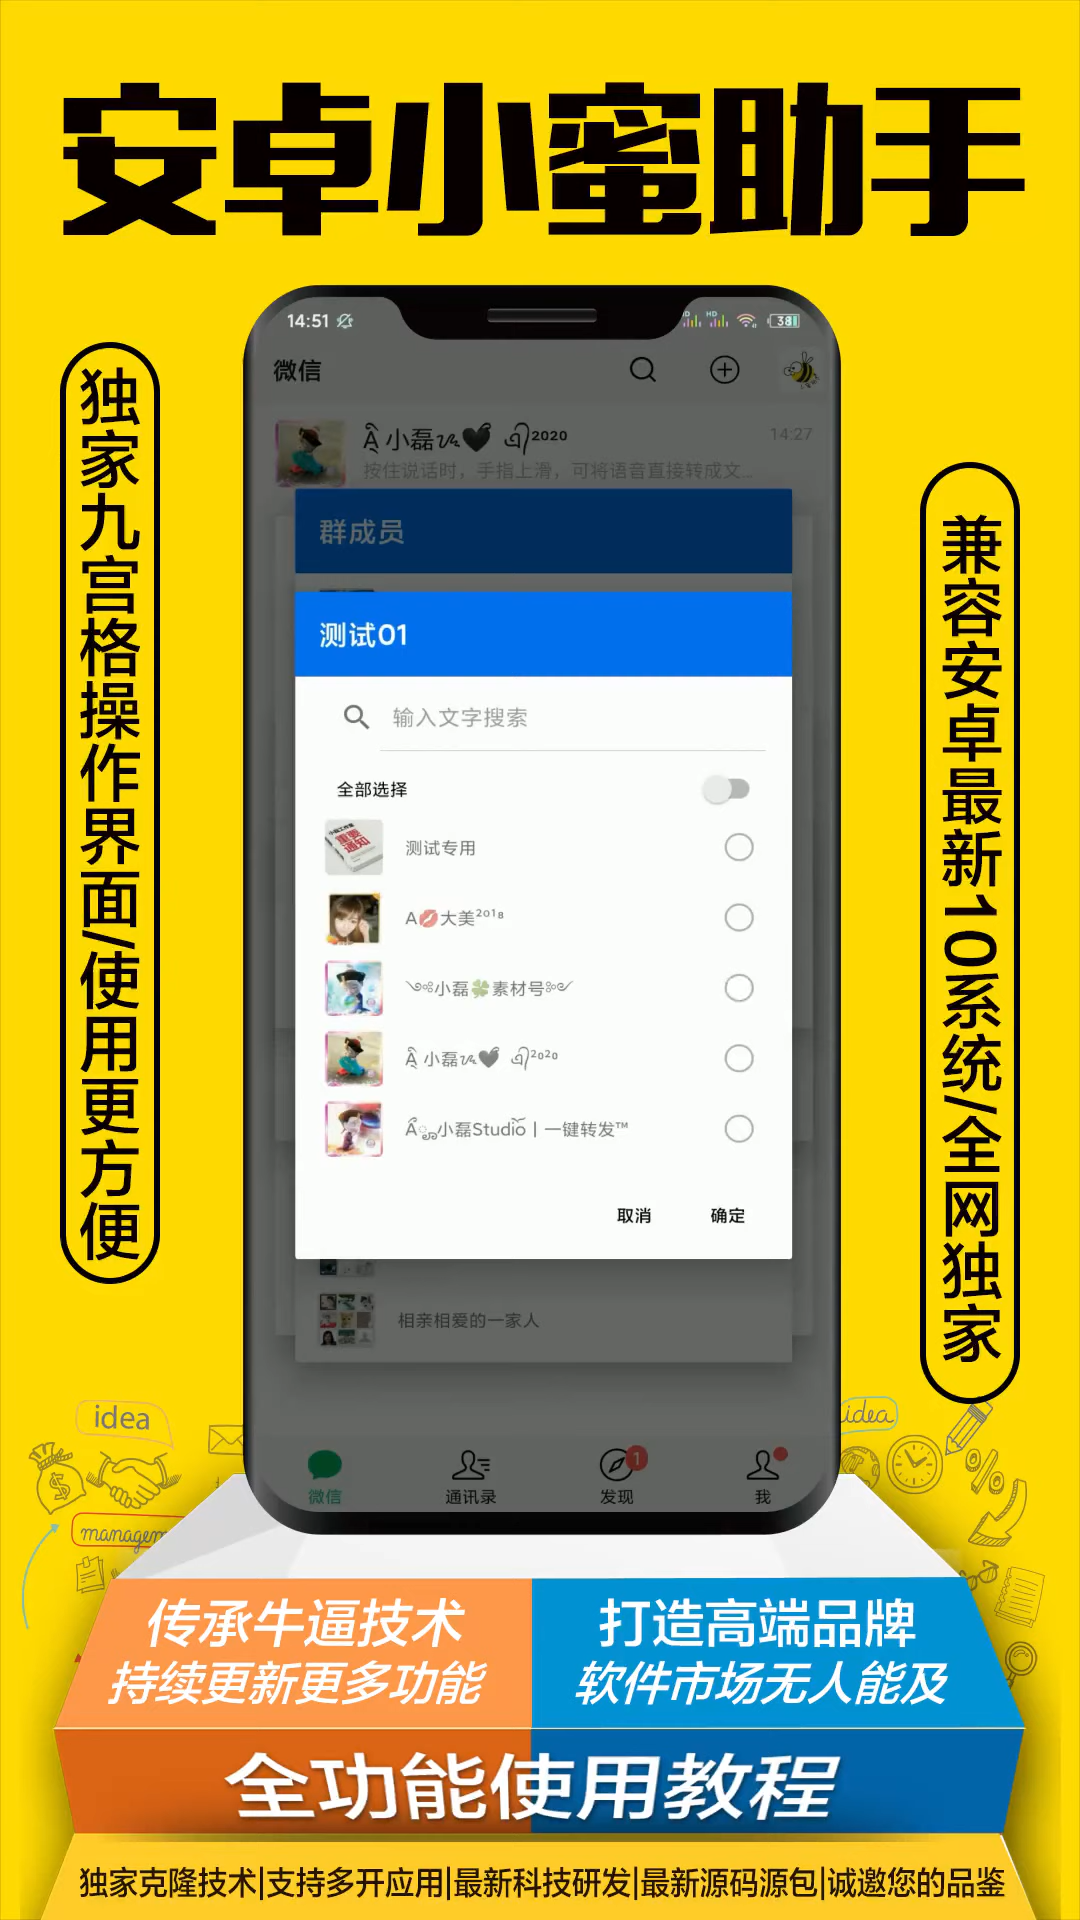 安卓小蜜助手
独家九宫格操作界面/使用更方便
兼容安卓最新10系统/全网独家
14:51
HD
38
微信
小磊 2020
14:27
按住说话时，手指上滑，可将语音直接转成文...
群成员
测试01
输入文字搜索
全部选择
重要通知
测试专用
A💋大美²⁰¹⁸
小磊🍀素材号
小磊 ²⁰²⁰
小磊Studio丨一键转发™
取消
确定
相亲相爱的一家人
微信
通讯录
发现
1
我
idea
idea
managem
传承牛逼技术
持续更新更多功能
打造高端品牌
软件市场无人能及
全功能使用教程
独家克隆技术|支持多开应用|最新科技研发|最新源码源包|诚邀您的品鉴